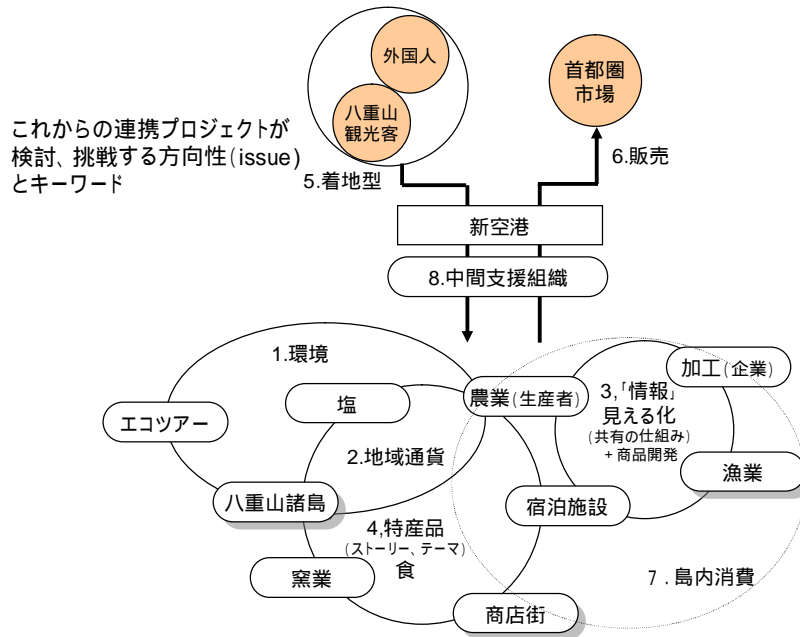 これからの連携プロジェクトが
検討、挑戦する方向性(issue)
とキーワード
外国人
八重山
観光客
首都圏
市場
5.着地型
6.販売
新空港
8.中間支援組織
1.環境
エコツアー
塩
農業(生産者)
加工(企業)
3,「情報」
見える化
(共有の仕組み)
+商品開発
2.地域通貨
漁業
八重山諸島
宿泊施設
4,特産品
(ストーリー、テーマ)
食
窯業
7.島内消費
商店街